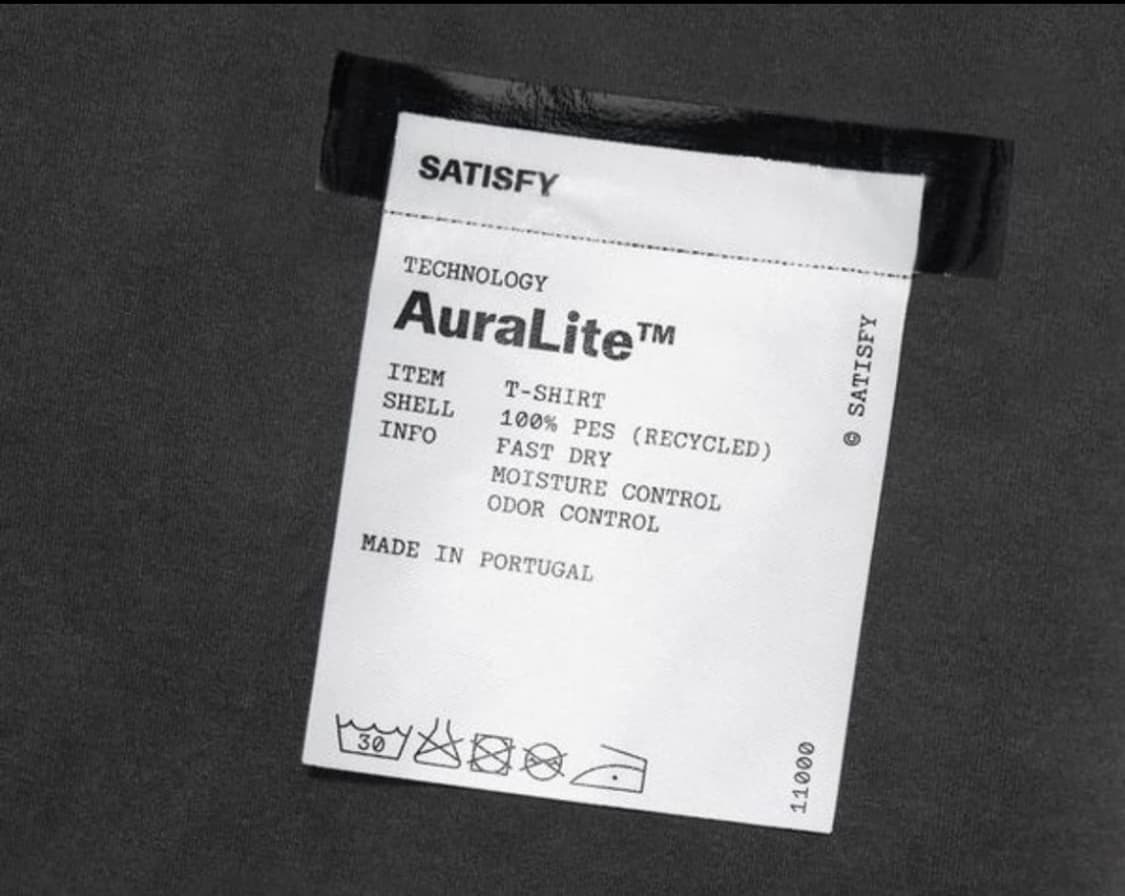 SATISFY
TECHNOLOGY
AuraLite™
ITEM T-SHIRT
SHELL 100% PES (RECYCLED)
INFO FAST DRY
MOISTURE CONTROL
ODOR CONTROL
MADE IN PORTUGAL
30
© SATISFY
11000